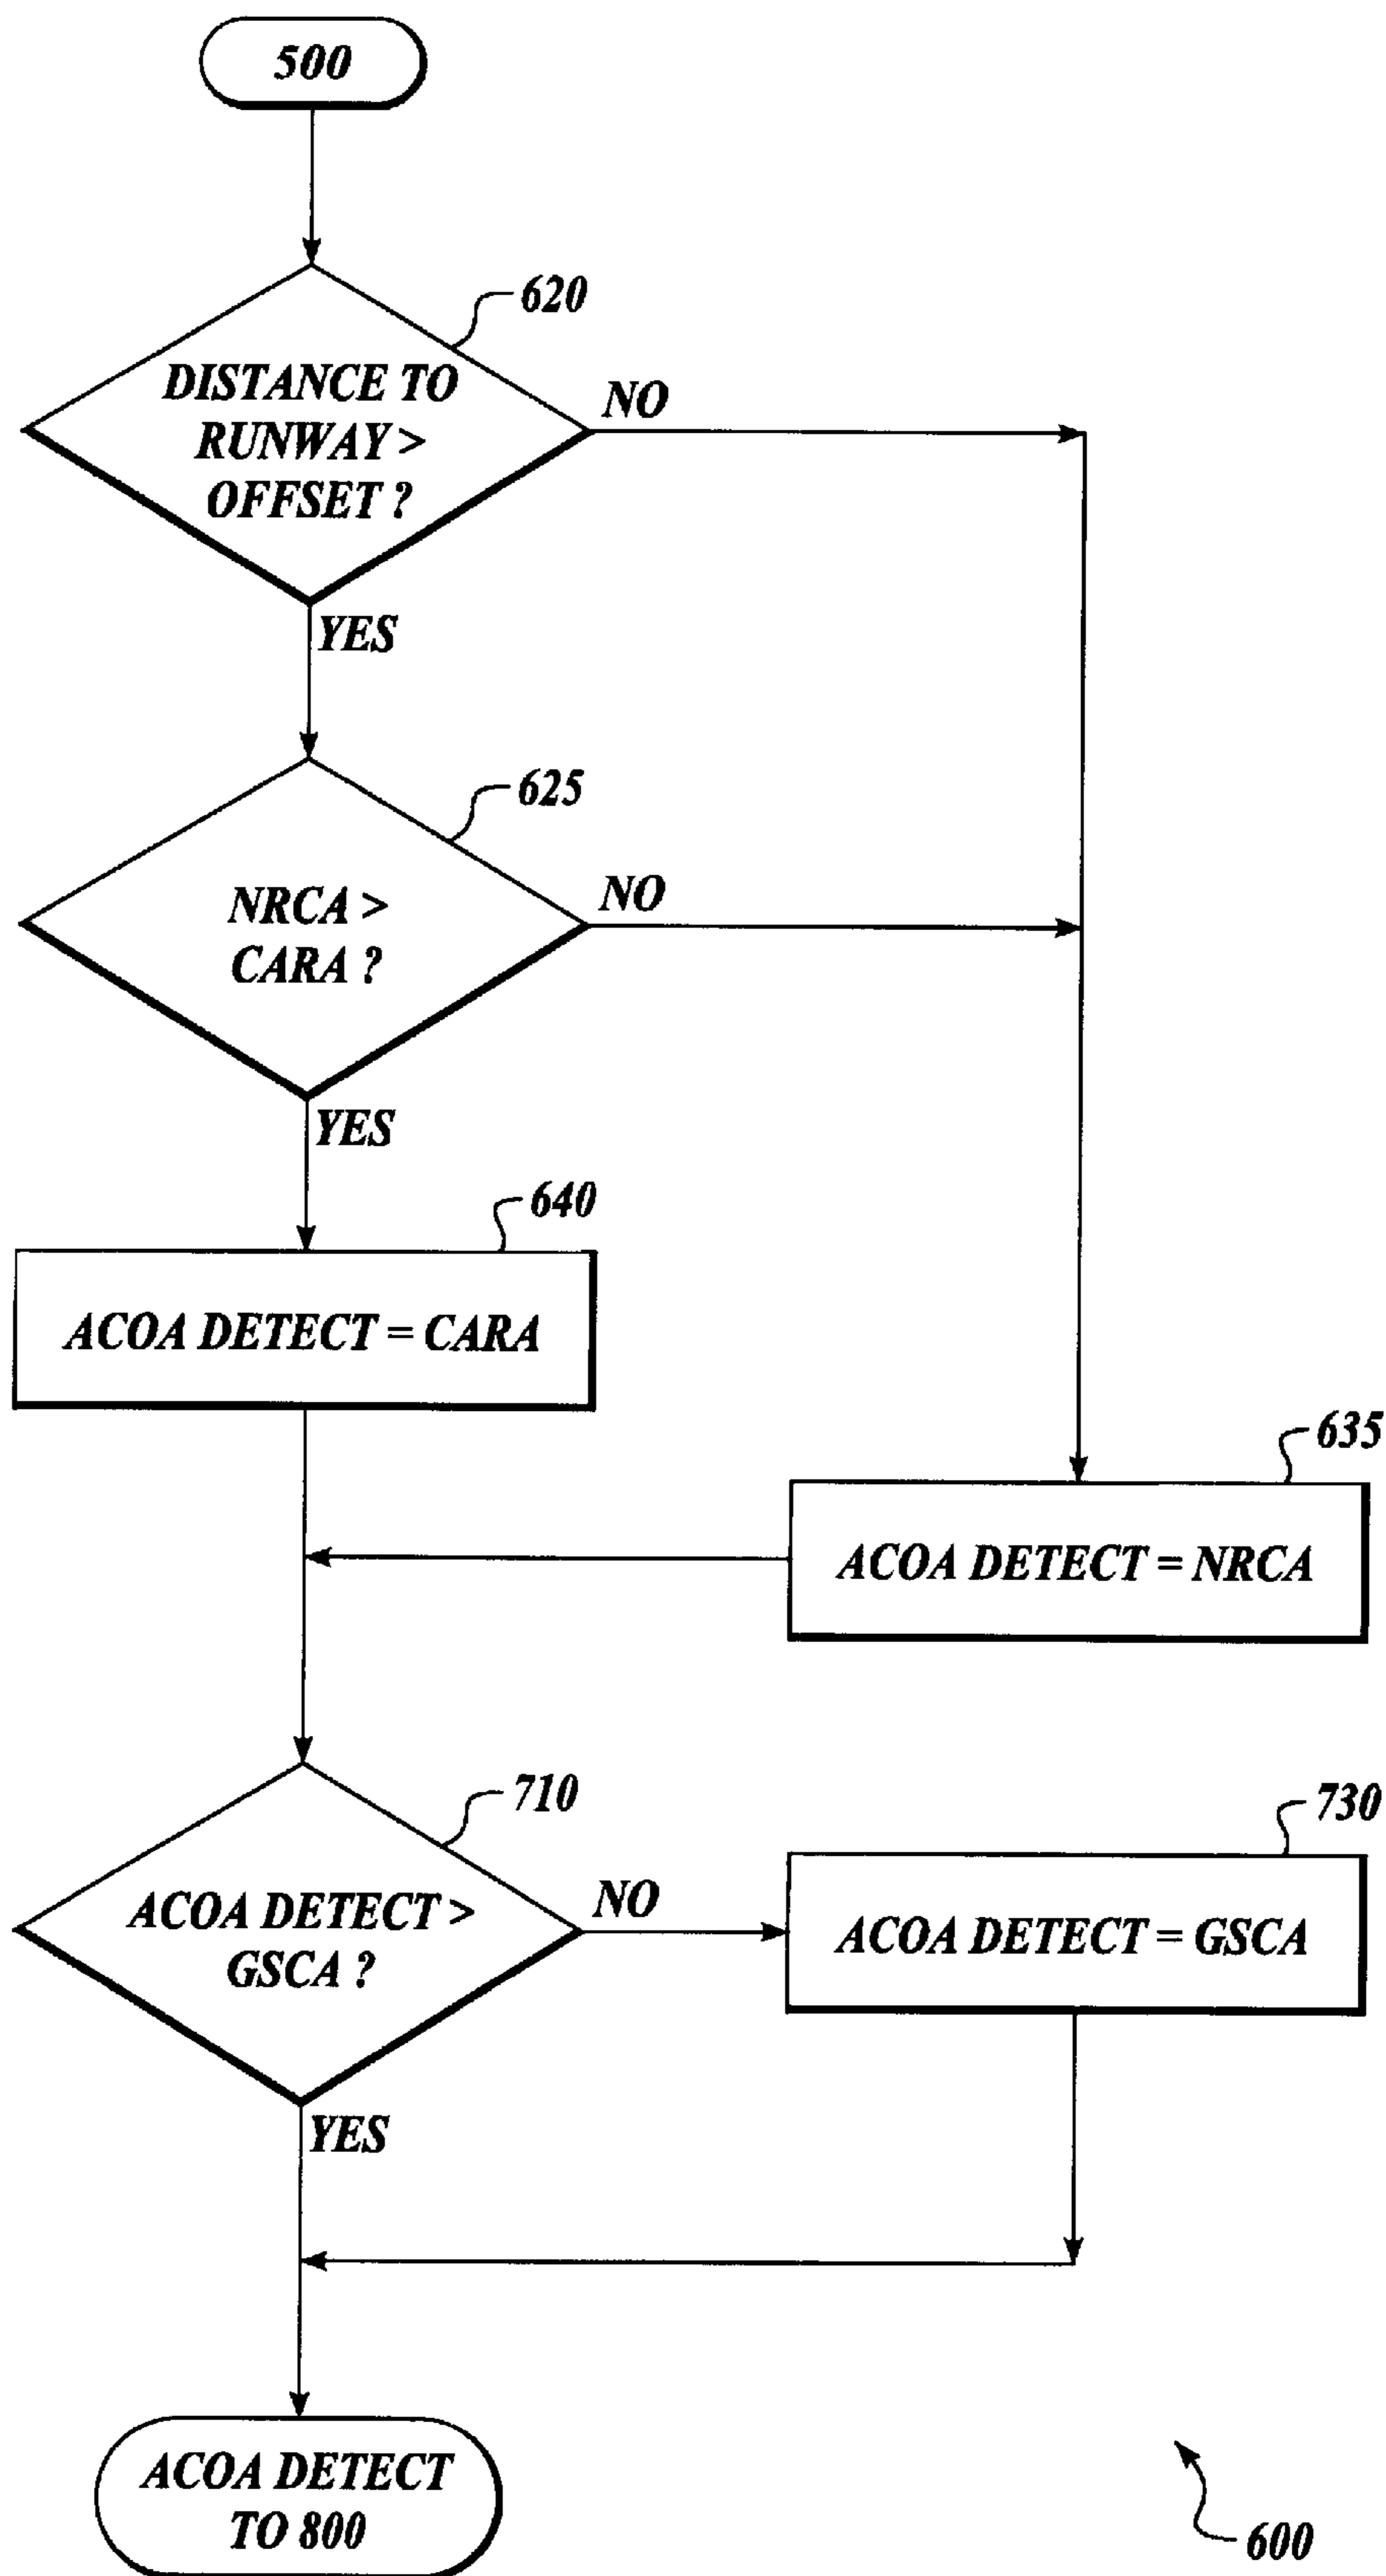 500
620
DISTANCE TO
RUNWAY >
OFFSET ?
NO
YES
625
NRCA >
CARA ?
NO
YES
640
ACOA DETECT = CARA
635
ACOA DETECT = NRCA
710
ACOA DETECT >
GSCA ?
NO
730
ACOA DETECT = GSCA
YES
ACOA DETECT
TO 800
600